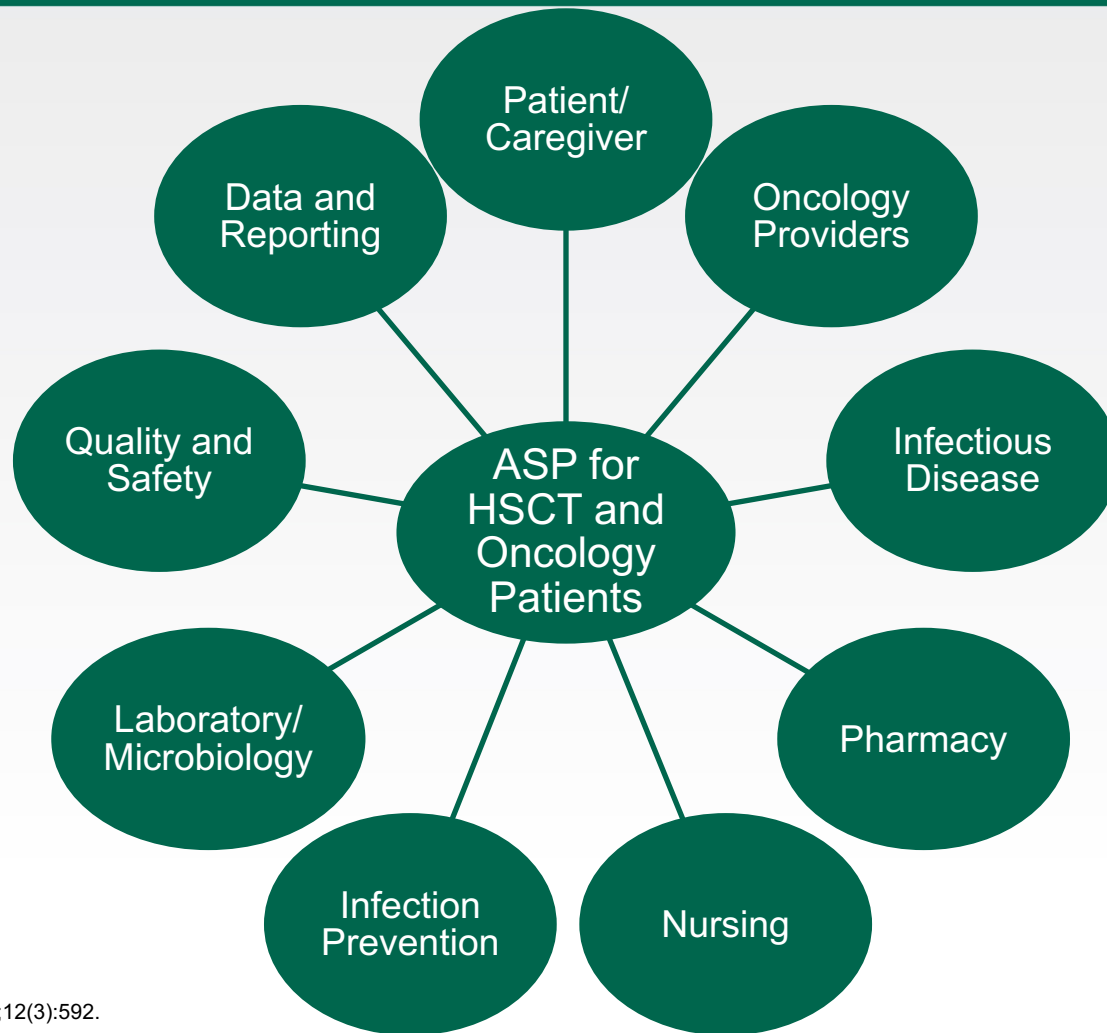 Patient/
Caregiver
Oncology
Providers
Infectious
Disease
Pharmacy
Nursing
Infection
Prevention
Laboratory/
Microbiology
Quality and
Safety
Data and
Reporting
ASP for
HSCT and
Oncology
Patients
;12(3):592.